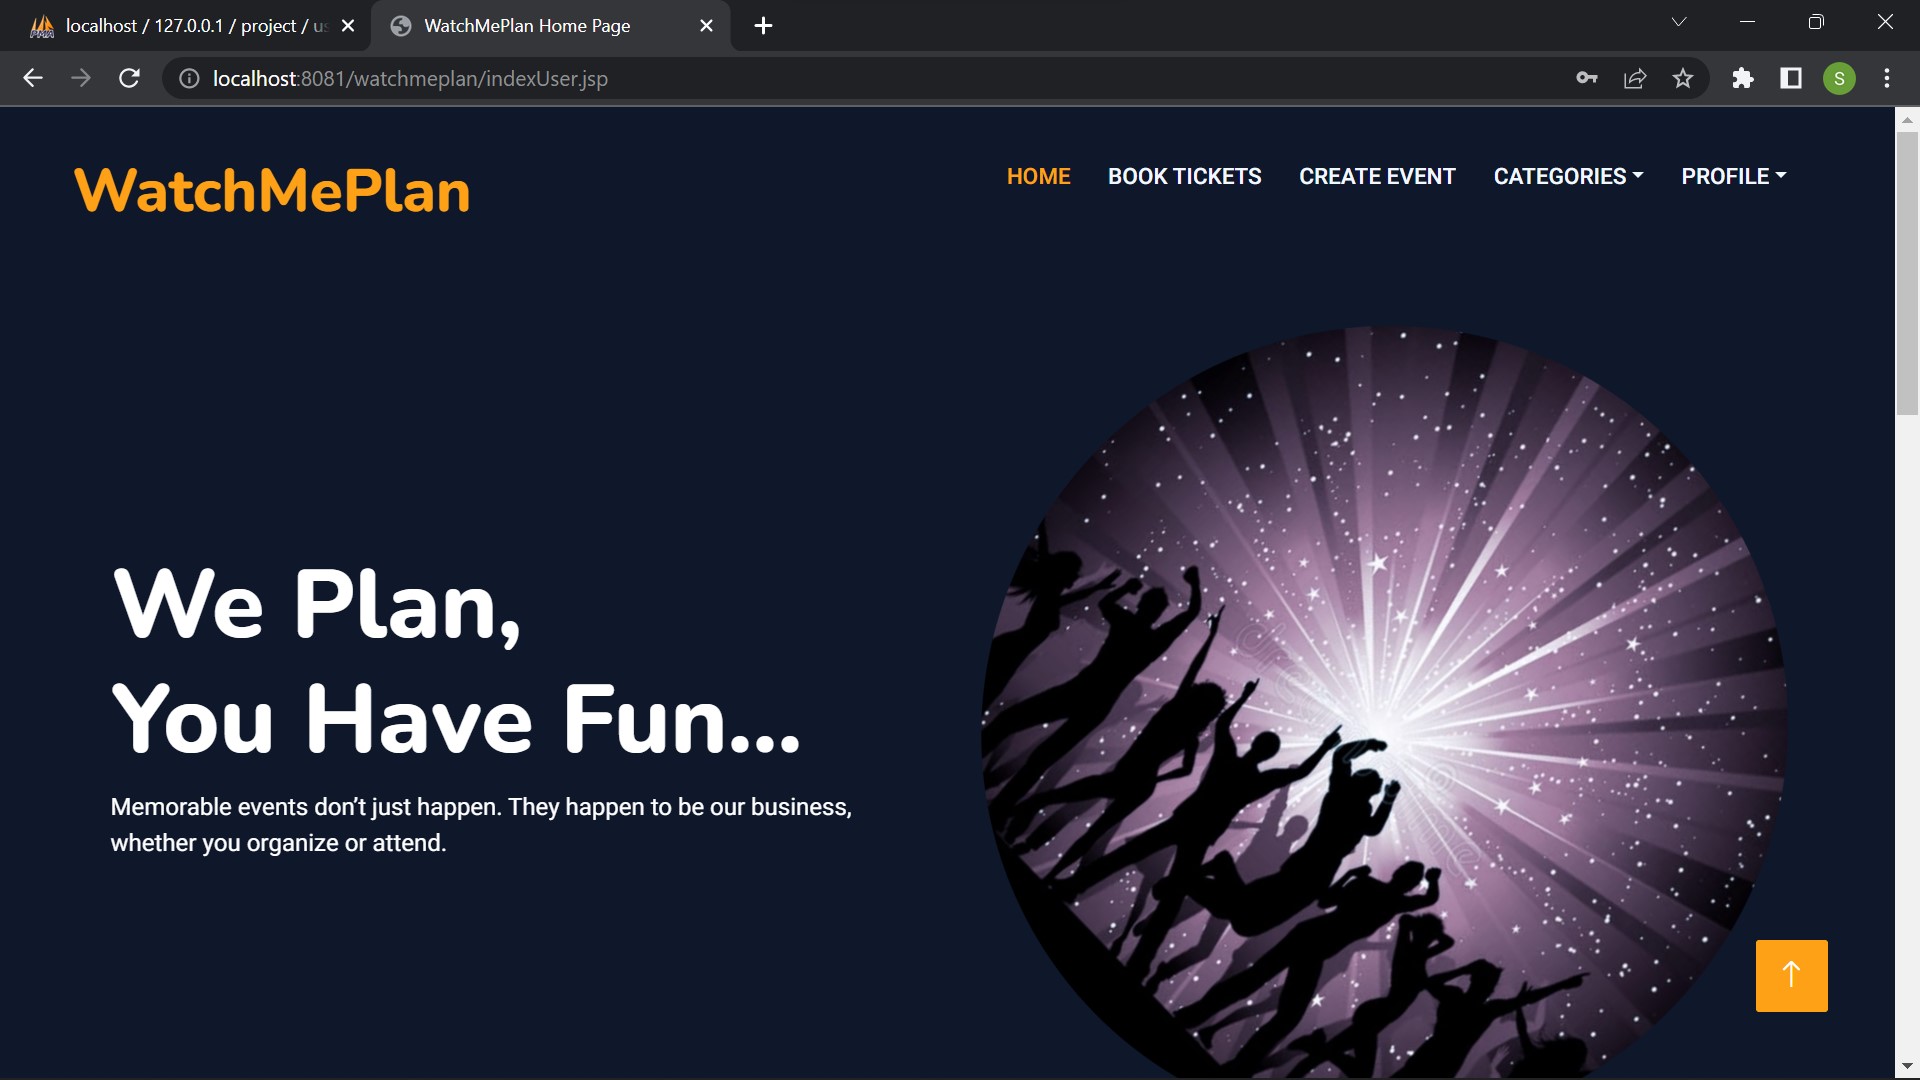 localhost / 127.0.0.1 / project / us
WatchMePlan Home Page
localhost:8081/watchmeplan/indexUser.jsp
S
WatchMePlan
HOME
BOOK TICKETS
CREATE EVENT
CATEGORIES
PROFILE
We Plan,
You Have Fun...
Memorable events don’t just happen. They happen to be our business,
whether you organize or attend.